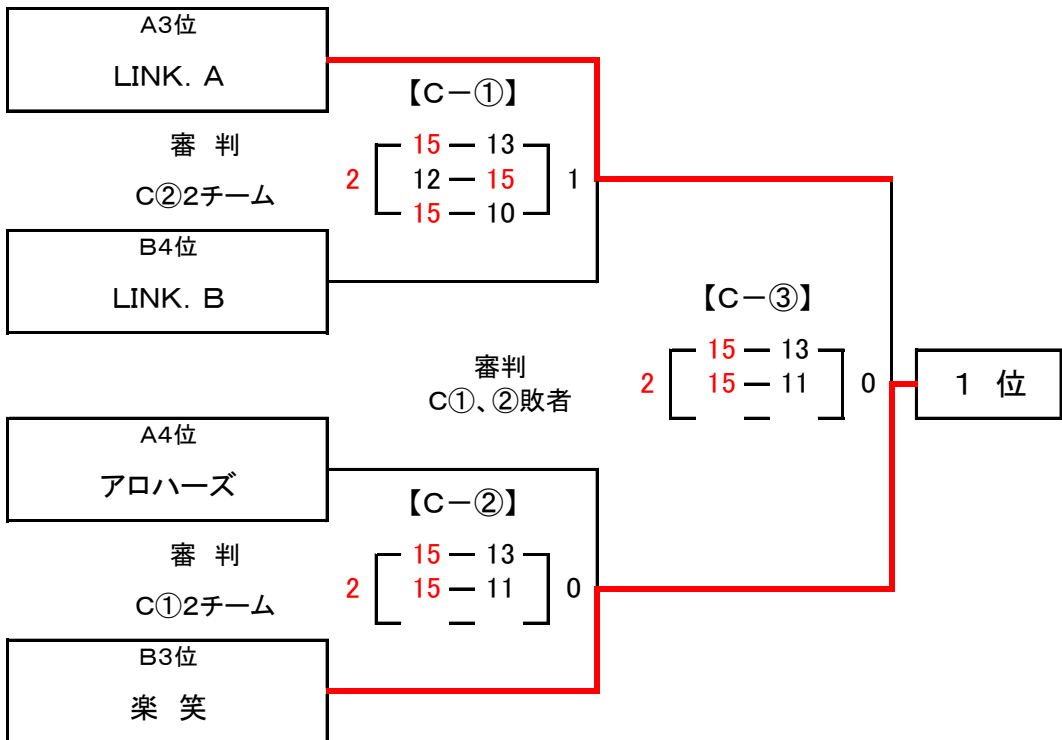 A3位
LINK．A
【C－①】
審 判
C②2チーム
2
15 — 13
12 — 15
15 — 10
1
B4位
LINK．B
【C－③】
審判
C①、②敗者
2
15 — 13
15 — 11
—
0
1 位
A4位
アロハーズ
【C－②】
審 判
C①2チーム
2
15 — 13
15 — 11
—
0
B3位
楽 笑